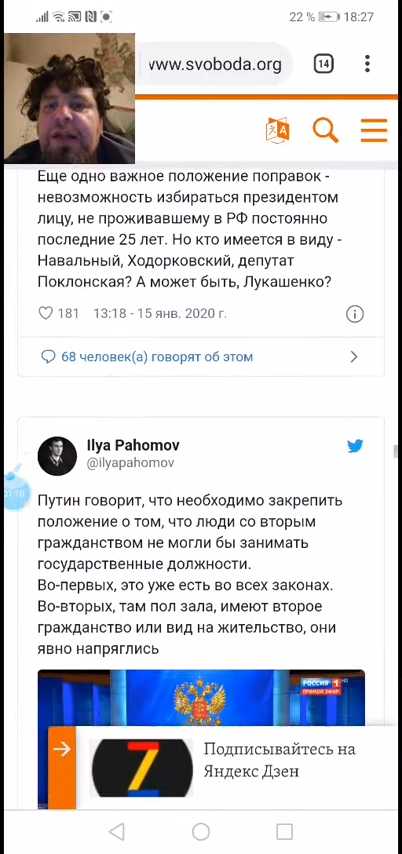 22 %
18:27
www.svoboda.org
14
Еще одно важное положение поправок -
невозможность избираться президентом
лицу, не проживавшему в РФ постоянно
последние 25 лет. Но кто имеется в виду -
Навальный, Ходорковский, депутат
Поклонская? А может быть, Лукашенко?
181 13:18 - 15 янв. 2020 г.
68 человек(а) говорят об этом
Ilya Pahomov
@ilyapahomov
Путин говорит, что необходимо закрепить
положение о том, что люди со вторым
гражданством не могли бы занимать
государственные должности.
Во-первых, это уже есть во всех законах.
Во-вторых, там пол зала, имеют второе
гражданство или вид на жительство, они
явно напряглись
РОССИЯ 1
ПРЯМОЙ ЭФИР
Подписывайтесь на
Яндекс Дзен